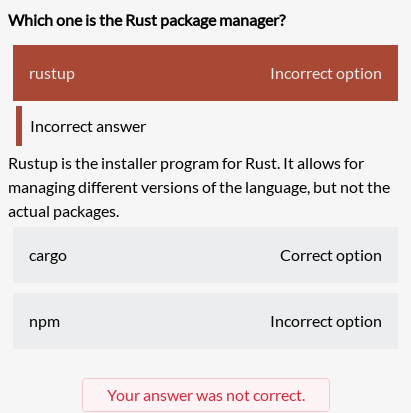 Which one is the Rust package manager?
rustup Incorrect option
Incorrect answer
Rustup is the installer program for Rust. It allows for
managing different versions of the language, but not the
actual packages.
cargo Correct option
npm Incorrect option
Your answer was not correct.